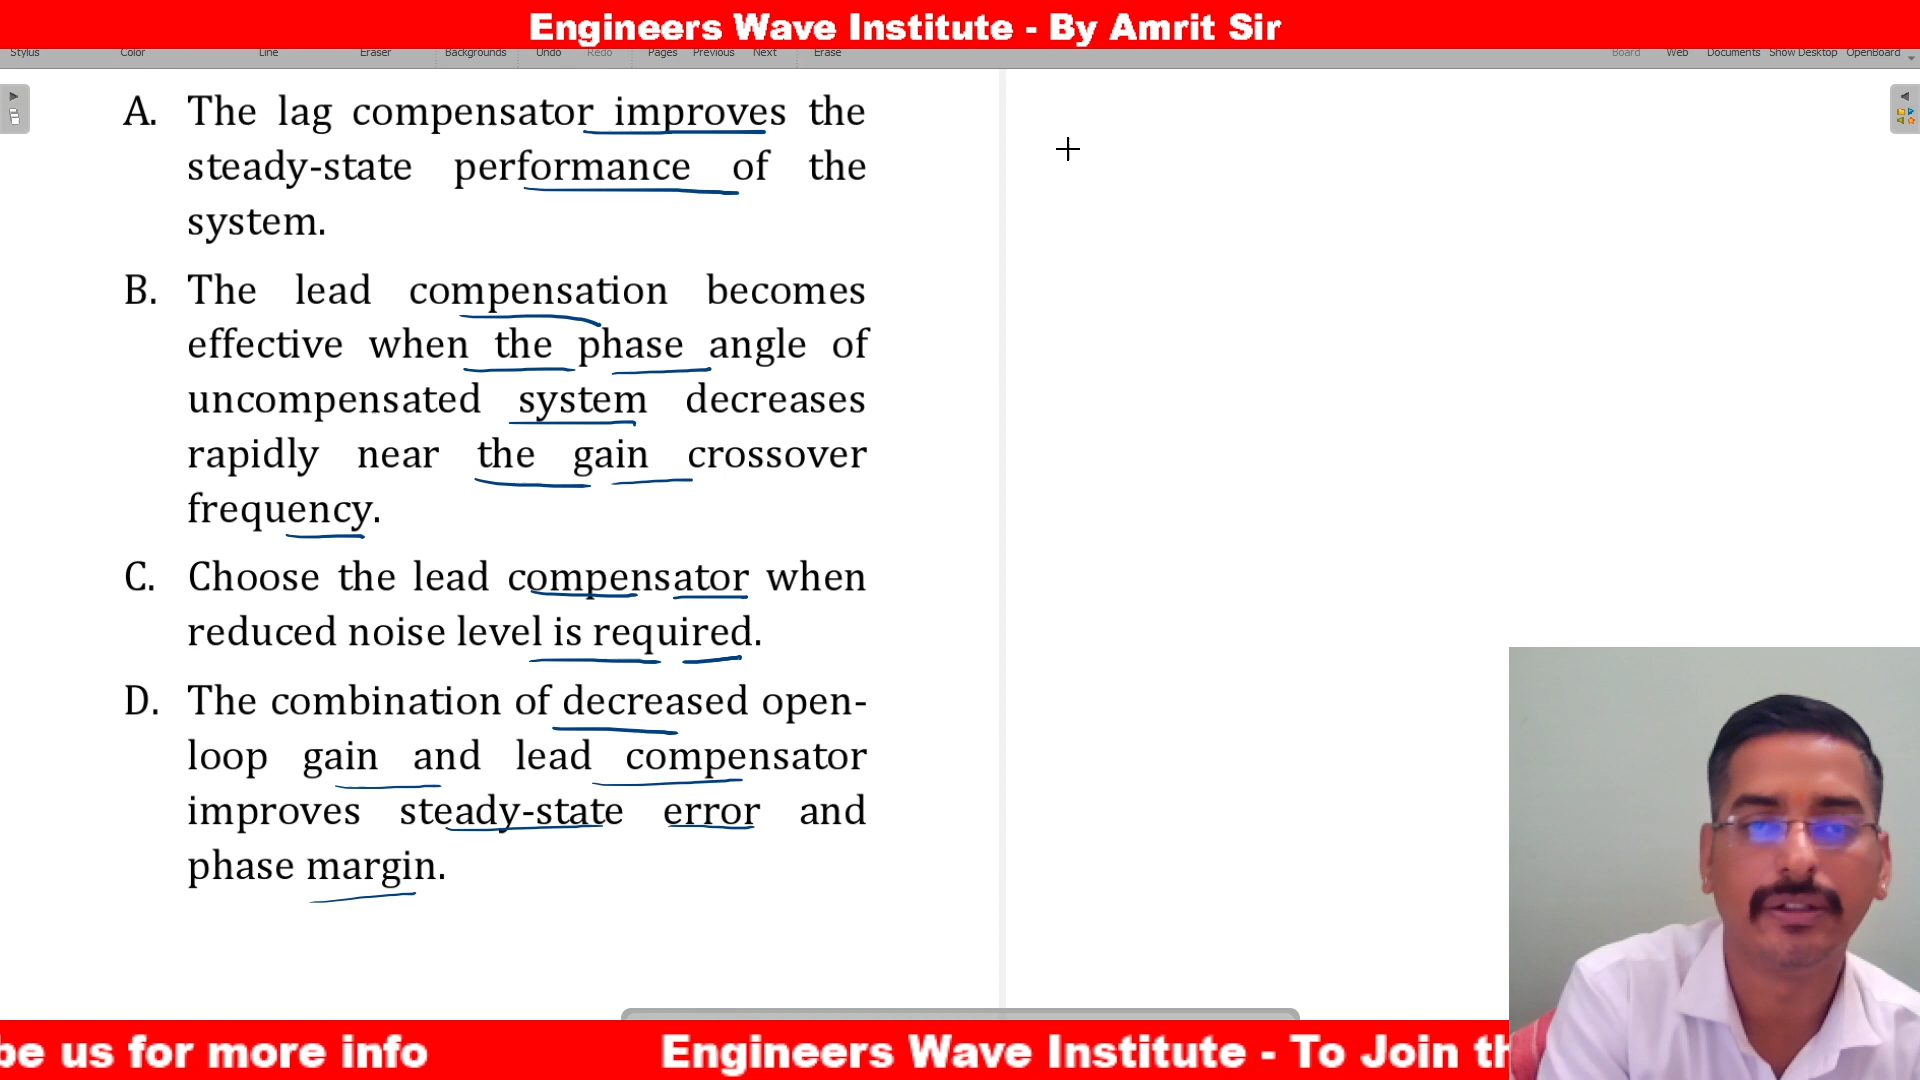 Engineers Wave Institute - By Amrit Sir
Stylus Color Line Eraser Backgrounds Undo Redo Pages Previous Next Erase Board Web Documents Show Desktop OpenBoard
A. The lag compensator improves the
steady-state performance of the
system.
B. The lead compensation becomes
effective when the phase angle of
uncompensated system decreases
rapidly near the gain crossover
frequency.
C. Choose the lead compensator when
reduced noise level is required.
D. The combination of decreased open-
loop gain and lead compensator
improves steady-state error and
phase margin.
be us for more info Engineers Wave Institute - To Join th